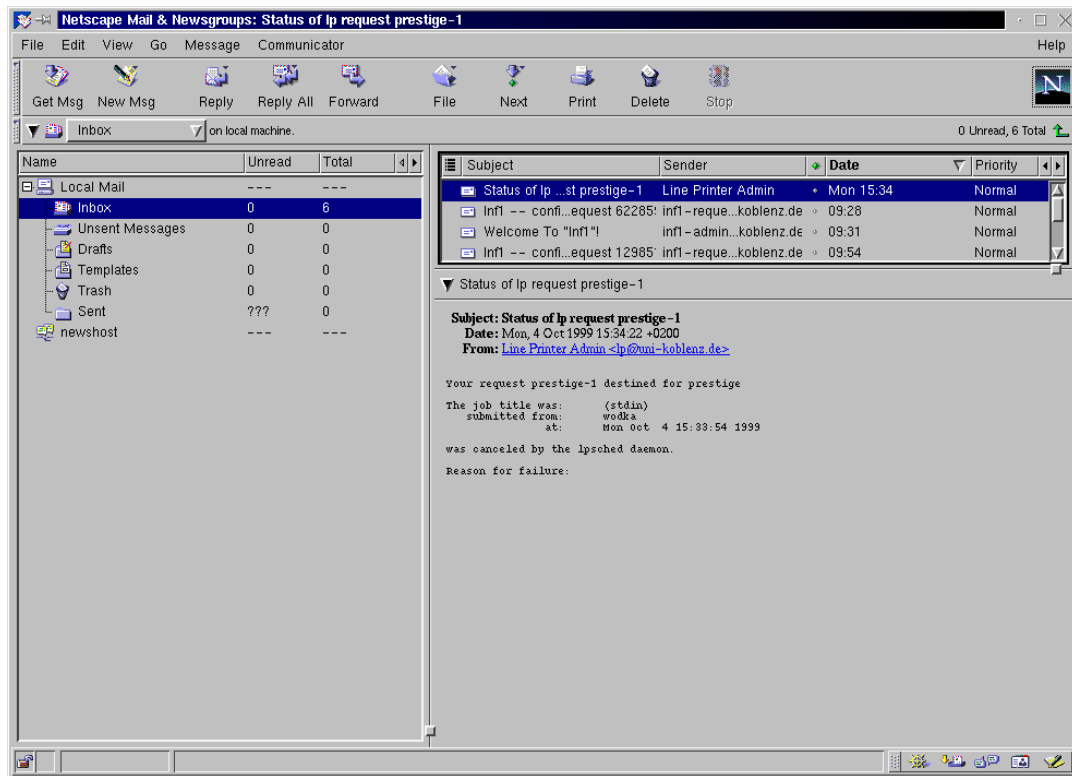 Netscape Mail & Newsgroups: Status of lp request prestige-1
File Edit View Go Message Communicator Help
Get Msg New Msg Reply Reply All Forward File Next Print Delete Stop N
Inbox on local machine. 0 Unread, 6 Total
Name Unread Total
Local Mail --- ---
Inbox 0 6
Unsent Messages 0 0
Drafts 0 0
Templates 0 0
Trash 0 0
Sent ??? 0
newshost --- ---
Subject Sender Date Priority
Status of lp ...st prestige-1 Line Printer Admin Mon 15:34 Normal
Inf1 -- confi...equest 62285 inf1-reque...koblenz.de 09:28 Normal
Welcome To "Inf1"! inf1-admin...koblenz.de 09:31 Normal
Inf1 -- confi...equest 12985 inf1-reque...koblenz.de 09:54 Normal
Status of lp request prestige-1
Subject: Status of lp request prestige-1
Date: Mon, 4 Oct 1999 15:34:22 +0200
From: Line Printer Admin <lp@uni-koblenz.de>
Your request prestige-1 destined for prestige
The job title was: (stdin)
submitted from: wodka
at: Mon Oct 4 15:33:54 1999
was canceled by the lpsched daemon.
Reason for failure: